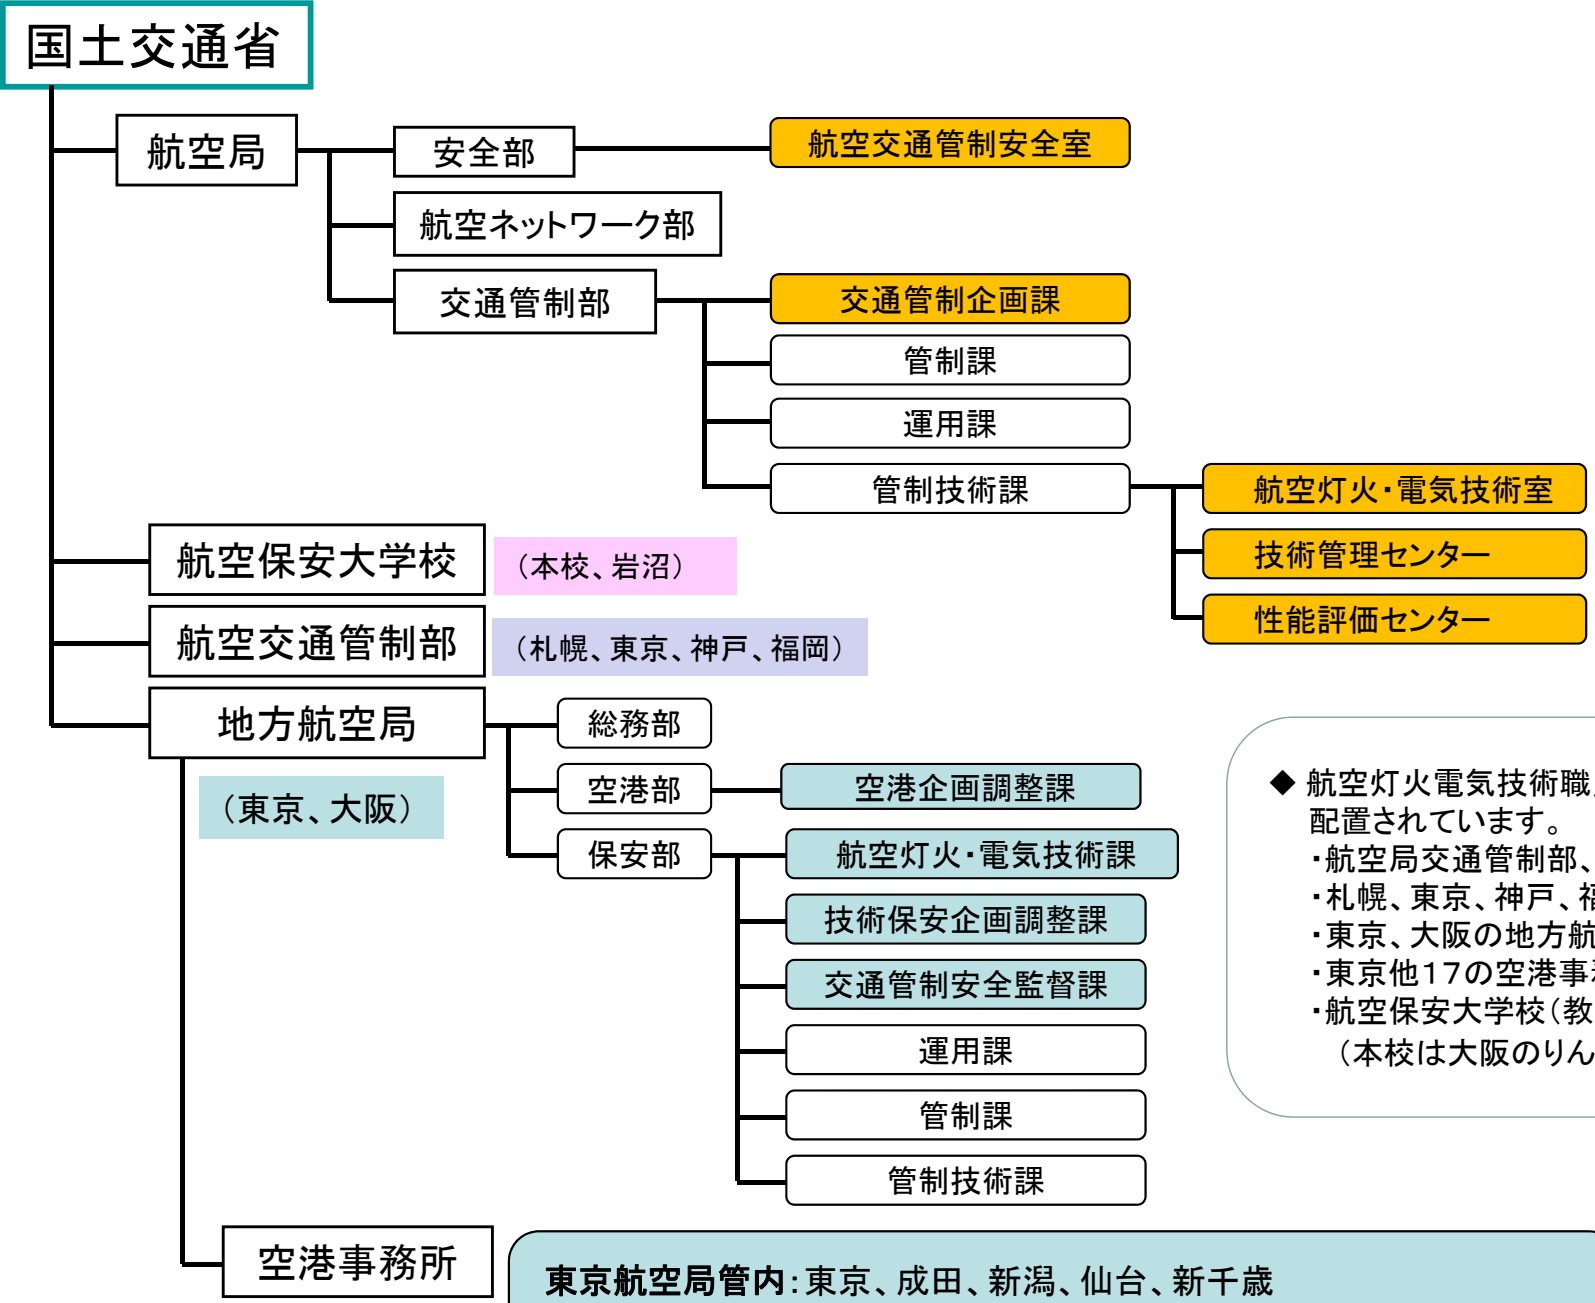 国土交通省
航空局
安全部
航空交通管制安全室
航空ネットワーク部
交通管制部
交通管制企画課
管制課
運用課
管制技術課
航空灯火・電気技術室
技術管理センター
性能評価センター
航空保安大学校
（本校、岩沼）
航空交通管制部
（札幌、東京、神戸、福岡）
地方航空局
（東京、大阪）
総務部
空港部
空港企画調整課
保安部
航空灯火・電気技術課
技術保安企画調整課
交通管制安全監督課
運用課
管制課
管制技術課
◆ 航空灯火電気技術職
配置されています。
・航空局交通管制部、
・札幌、東京、神戸、
・東京、大阪の地方航
・東京他１７の空港事
・航空保安大学校（教
（本校は大阪のりん
空港事務所
東京航空局管内：東京、成田、新潟、仙台、新千歳